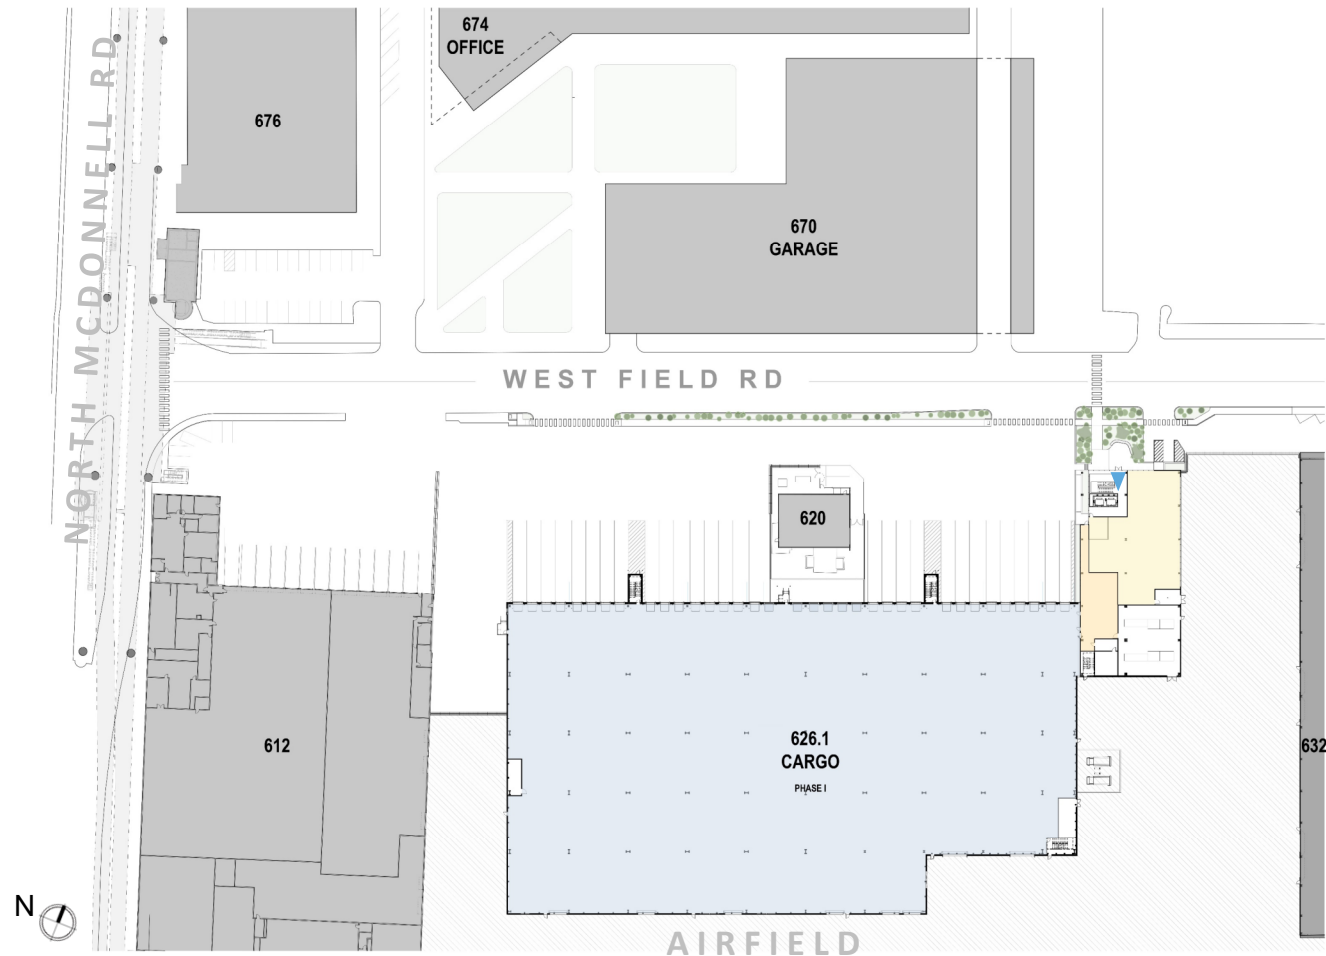 674
OFFICE
676
NORTH MCDONNELL RD
670
GARAGE
WEST FIELD RD
620
612
626.1
CARGO
PHASE I
632
N
AIRFIELD